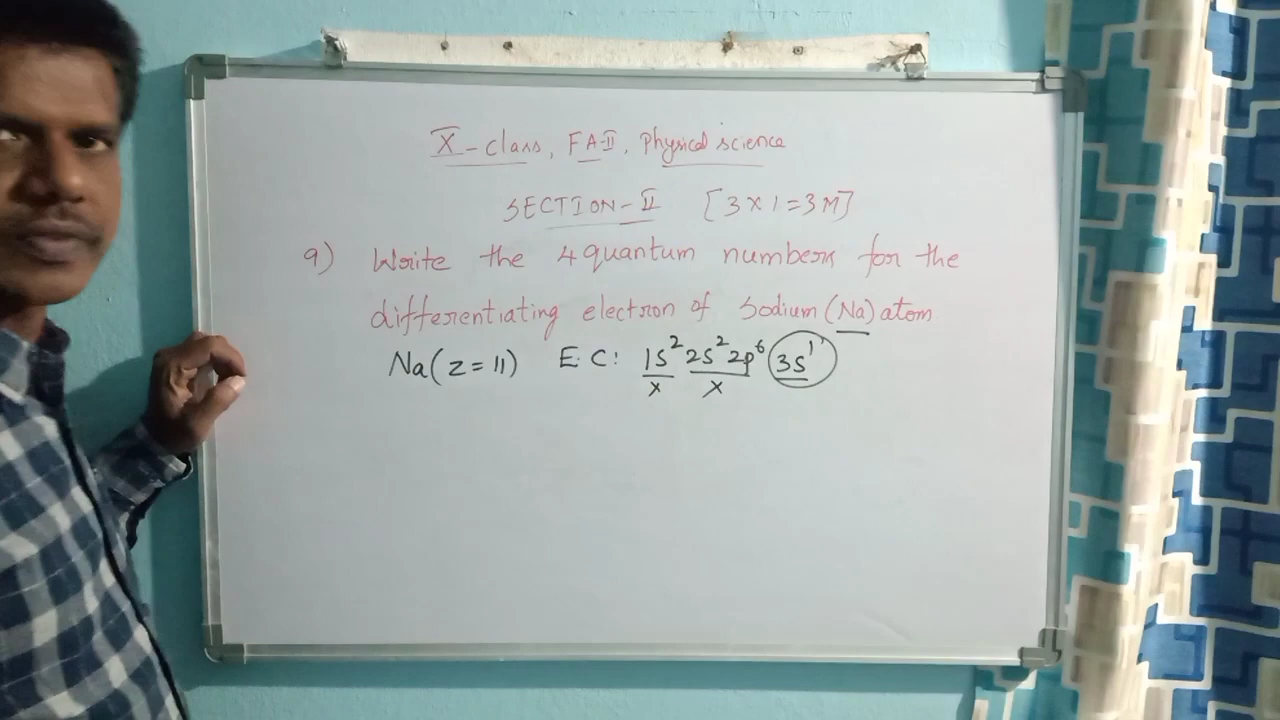 X-class, FA-II, Physical science
SECTION-II [3×1=3M]
9) Write the 4 quantum numbers for the
differentiating electron of Sodium (Na) atom
Na(z=11) E.C: 1s² 2s² 2p⁶ 3s¹
x x